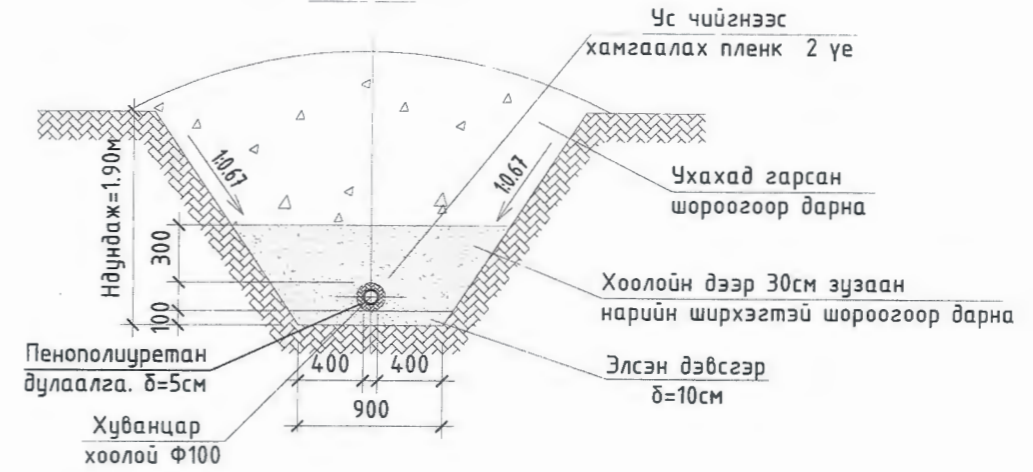 Ус чийгнээс
хамгаалах пленк 2 үе
1:0.67
1:0.67
Ухахад гарсан
шороогоор дарна
Hдундаж=1.90м
300
100
Хоолойн дээр 30см зузаан
нарийн ширхэгтэй шороогоор дарна
Пенополиуретан
дулаалга. δ=5см
400
400
900
Элсэн дэвсгэр
δ=10см
Хуванцар
хоолой Ф100